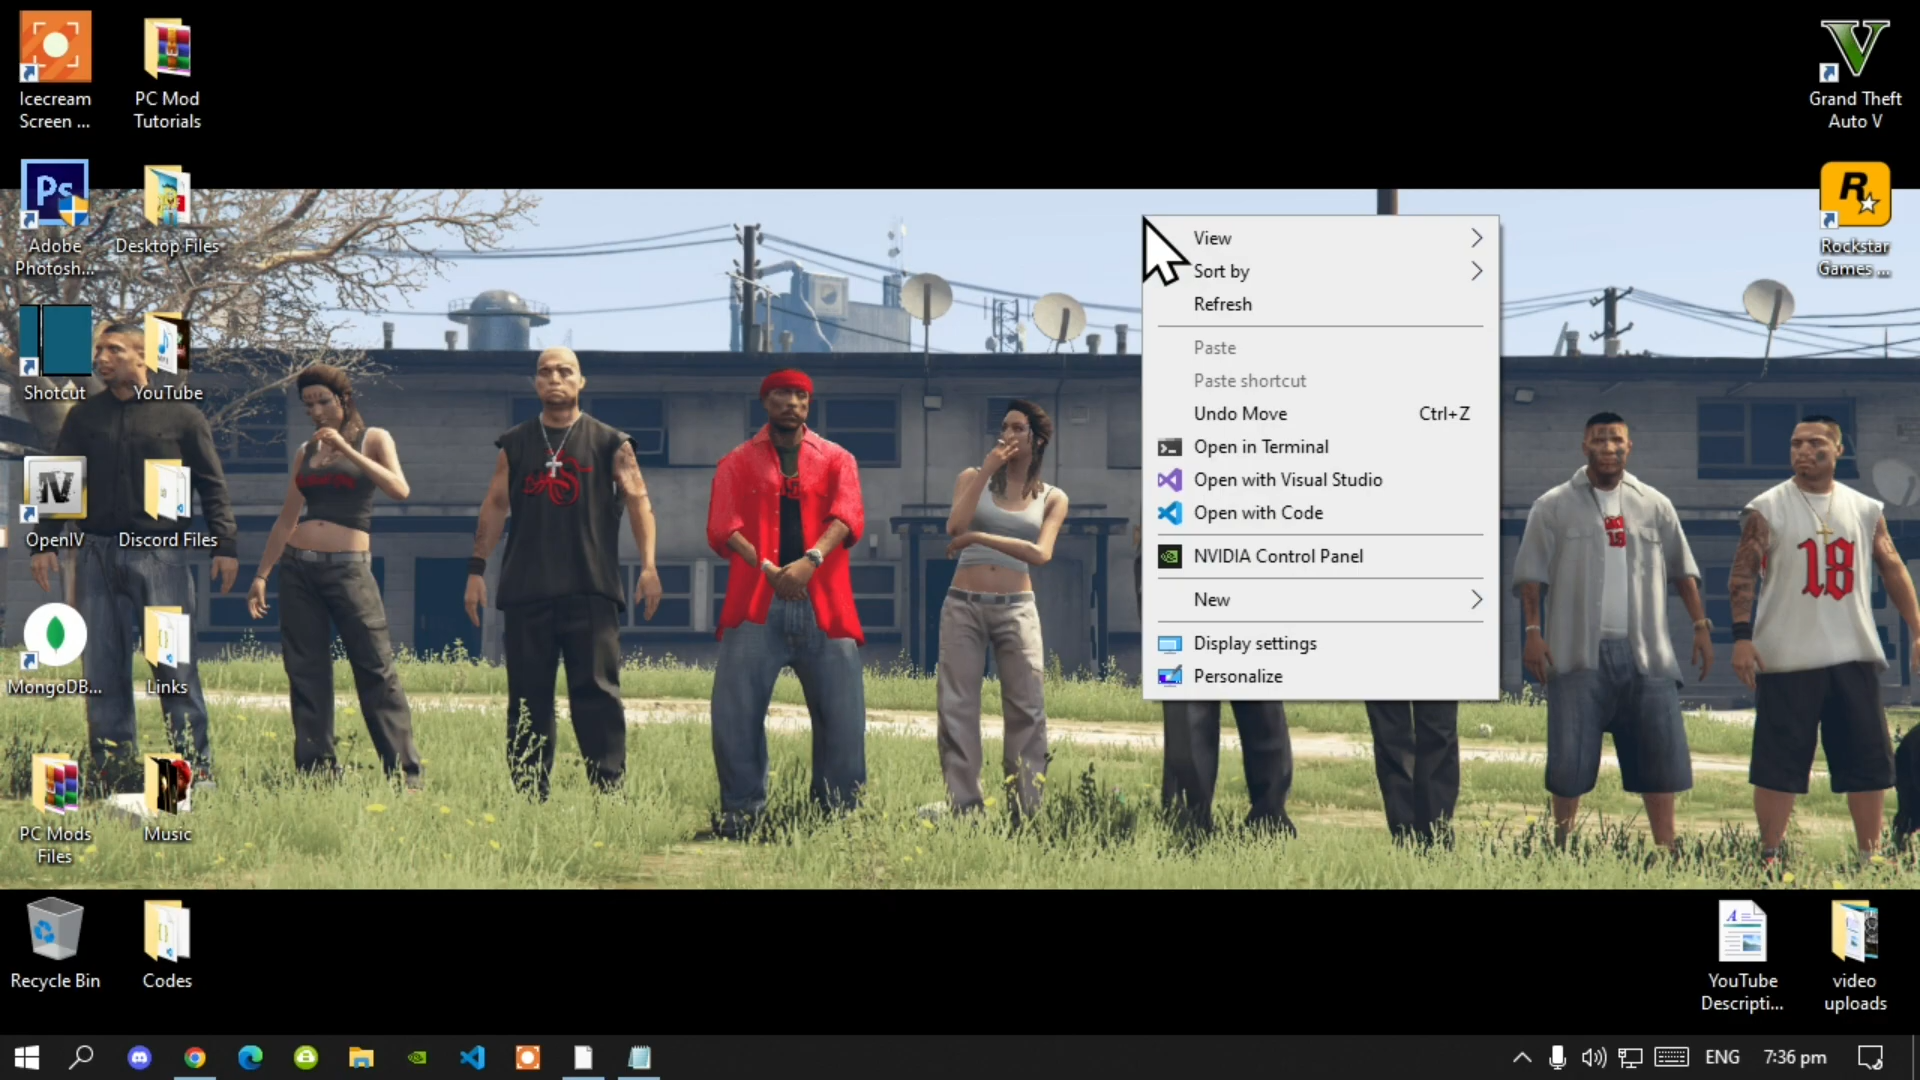 Icecream
Screen ...
PC Mod
Tutorials
Grand Theft
Auto V
Ps
Adobe
Photosh...
Desktop Files
R
Rockstar
Games ...
View
Sort by
Refresh
Paste
Paste shortcut
Undo Move Ctrl+Z
Open in Terminal
Open with Visual Studio
Open with Code
NVIDIA Control Panel
New
Display settings
Personalize
Shotcut
YouTube
IV
OpenIV
Discord Files
18
MongoDB...
Links
PC Mods
Files
Music
Recycle Bin
Codes
YouTube
Descripti...
video
uploads
ENG
7:36 pm